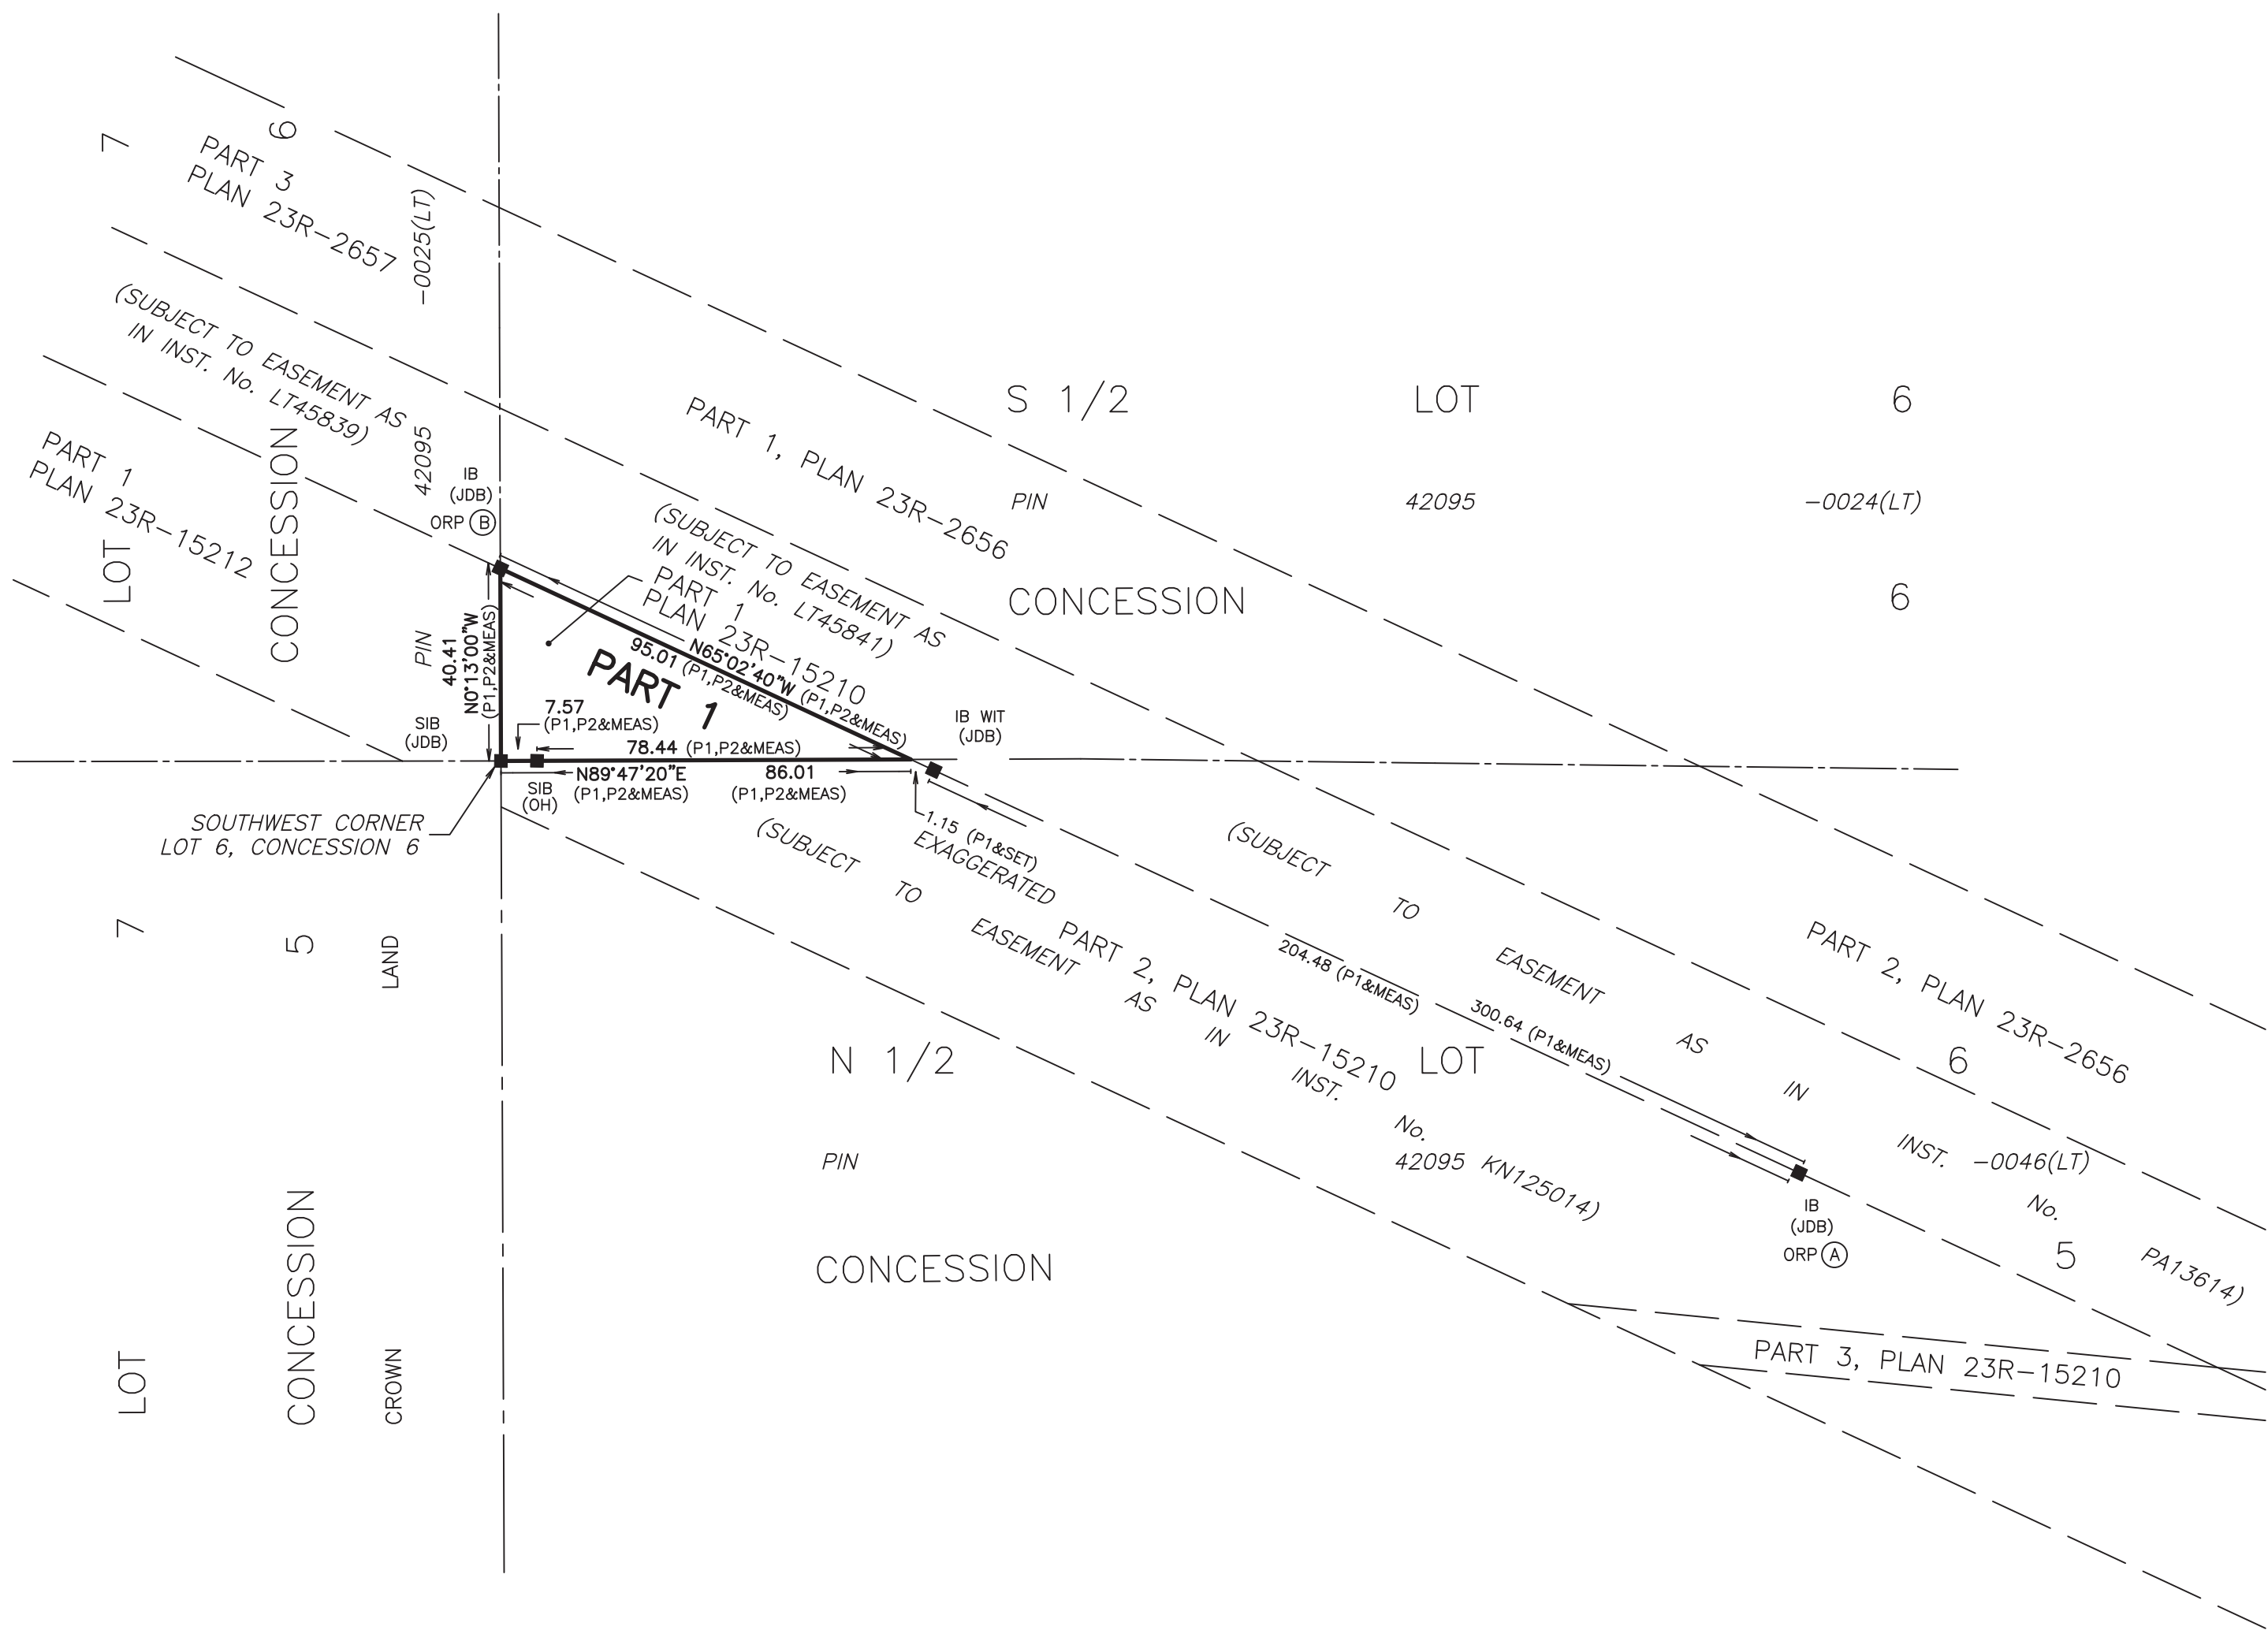 7
6
PART 3
PLAN 23R-2657
-0025(LT)
(SUBJECT TO EASEMENT AS
IN INST. No. LT45839)
42095
PIN
CONCESSION
LOT
PART 1
PLAN 23R-15212
IB
(JDB)
ORP B
S 1/2 LOT 6
PART 1, PLAN 23R-2656
PIN 42095 -0024(LT)
CONCESSION 6
(SUBJECT TO EASEMENT AS
IN INST. No. LT45841)
PART 1
PLAN 23R-15210
N65°02'40"W (P1,P2&MEAS)
95.01 (P1,P2&MEAS)
PART 1
40.41
N0°13'00"W
(P1,P2&MEAS)
7.57
(P1,P2&MEAS)
78.44 (P1,P2&MEAS)
SIB
(JDB)
IB WIT
(JDB)
N89°47'20"E
(P1,P2&MEAS)
86.01
(P1,P2&MEAS)
SIB
(OH)
SOUTHWEST CORNER
LOT 6, CONCESSION 6
1.15 (P1&SET)
EXAGGERATED
(SUBJECT TO EASEMENT AS IN INST. No. KN125014)
PART 2, PLAN 23R-15210
(SUBJECT TO EASEMENT AS IN INST. No. PA13614)
204.48 (P1&MEAS)
300.64 (P1&MEAS)
PART 2, PLAN 23R-2656
7
5
LAND
N 1/2 LOT 6
PIN 42095 -0046(LT)
CONCESSION 5
IB
(JDB)
ORP A
PART 3, PLAN 23R-15210
LOT
CONCESSION
CROWN